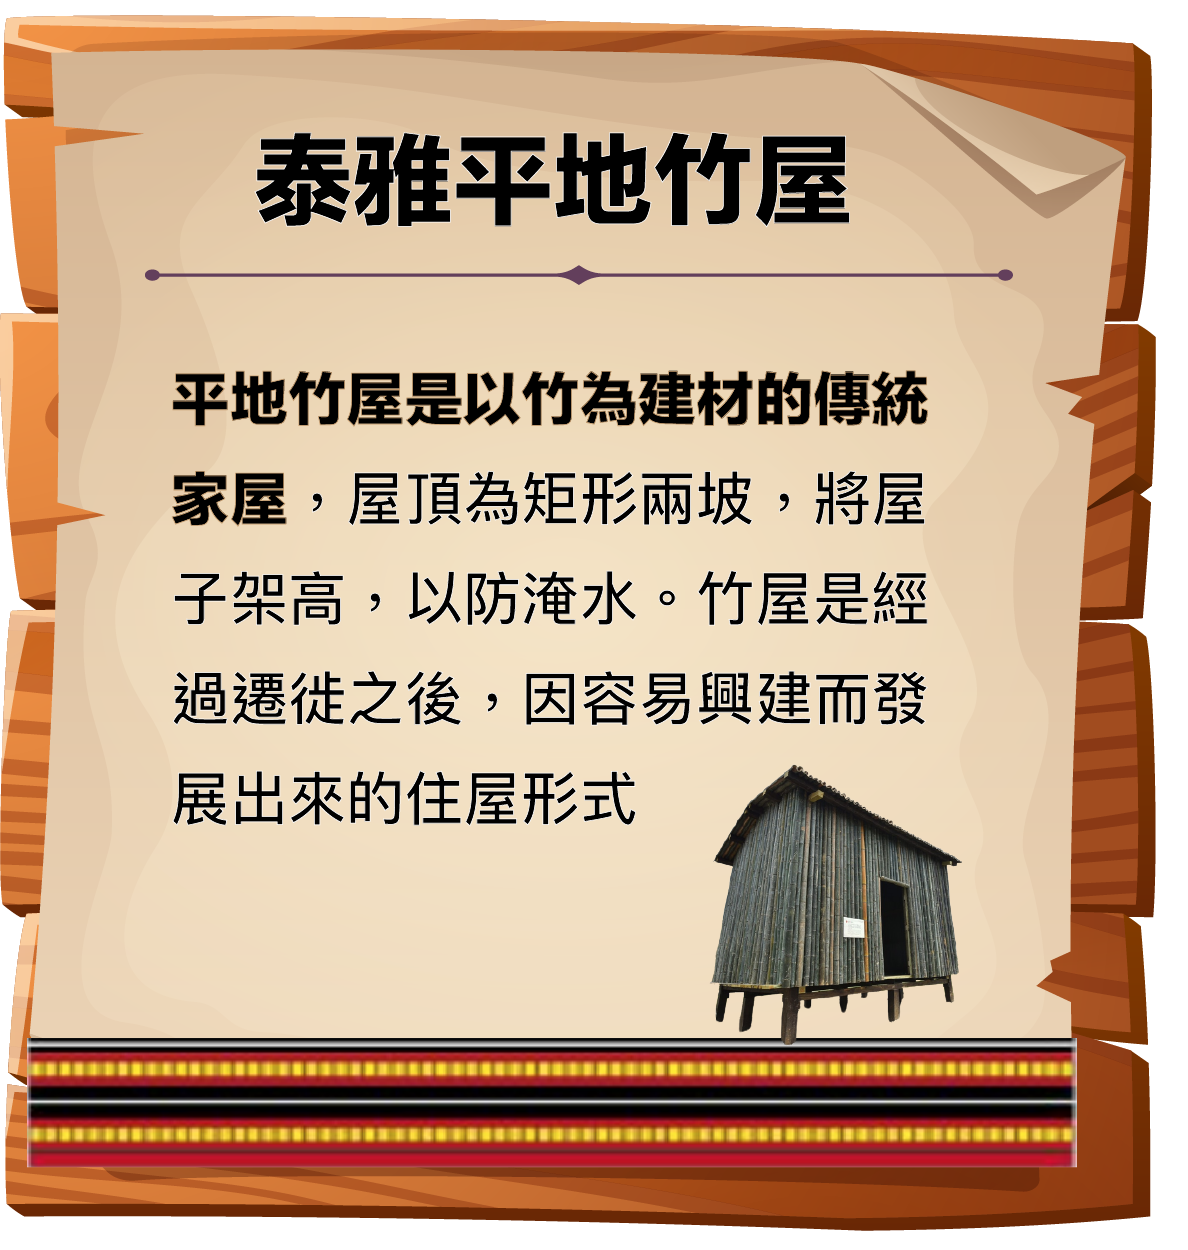 泰雅平地竹屋
平地竹屋是以竹為建材的傳統
家屋，屋頂為矩形兩坡，將屋
子架高，以防淹水。竹屋是經
過遷徙之後，因容易興建而發
展出來的住屋形式